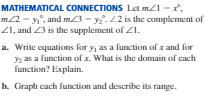 MATHEMATICAL CONNECTIONS Let m∠1 = x°,
m∠2 = y₁°, and m∠3 = y₂°. ∠2 is the complement of
∠1, and ∠3 is the supplement of ∠1.
a. Write equations for y₁ as a function of x and for
y₂ as a function of x. What is the domain of each
function? Explain.
b. Graph each function and describe its range.